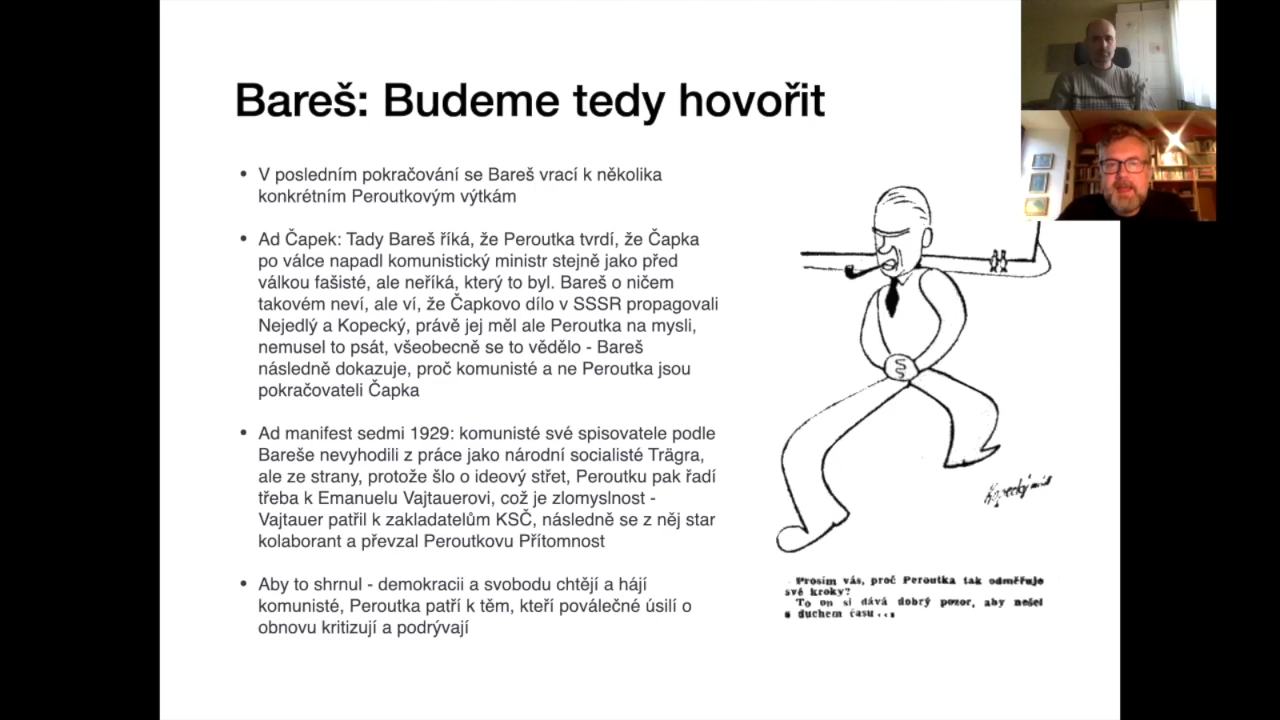 Bareš: Budeme tedy hovořit
• V posledním pokračování se Bareš vrací k několika
konkrétním Peroutkovým výtkám
• Ad Čapek: Tady Bareš říká, že Peroutka tvrdí, že Čapka
po válce napadl komunistický ministr stejně jako před
válkou fašisté, ale neříká, který to byl. Bareš o ničem
takovém neví, ale ví, že Čapkovo dílo v SSSR propagovali
Nejedlý a Kopecký, právě jej měl ale Peroutka na mysli,
nemusel to psát, všeobecně se to vědělo - Bareš
následně dokazuje, proč komunisté a ne Peroutka jsou
pokračovateli Čapka
• Ad manifest sedmi 1929: komunisté své spisovatele podle
Bareše nevyhodili z práce jako národní socialisté Trägra,
ale ze strany, protože šlo o ideový střet, Peroutku pak řadí
třeba k Emanuelu Vajtauerovi, což je zlomyslnost -
Vajtauer patřil k zakladatelům KSČ, následně se z něj star
kolaborant a převzal Peroutkovu Přítomnost
• Aby to shrnul - demokracii a svobodu chtějí a hájí
komunisté, Peroutka patří k těm, kteří poválečné úsilí o
obnovu kritizují a podrývají
Prosím vás, proč Peroutka tak odměřuje
své kroky?
To on si dává dobrý pozor, aby nešel
s duchem času...